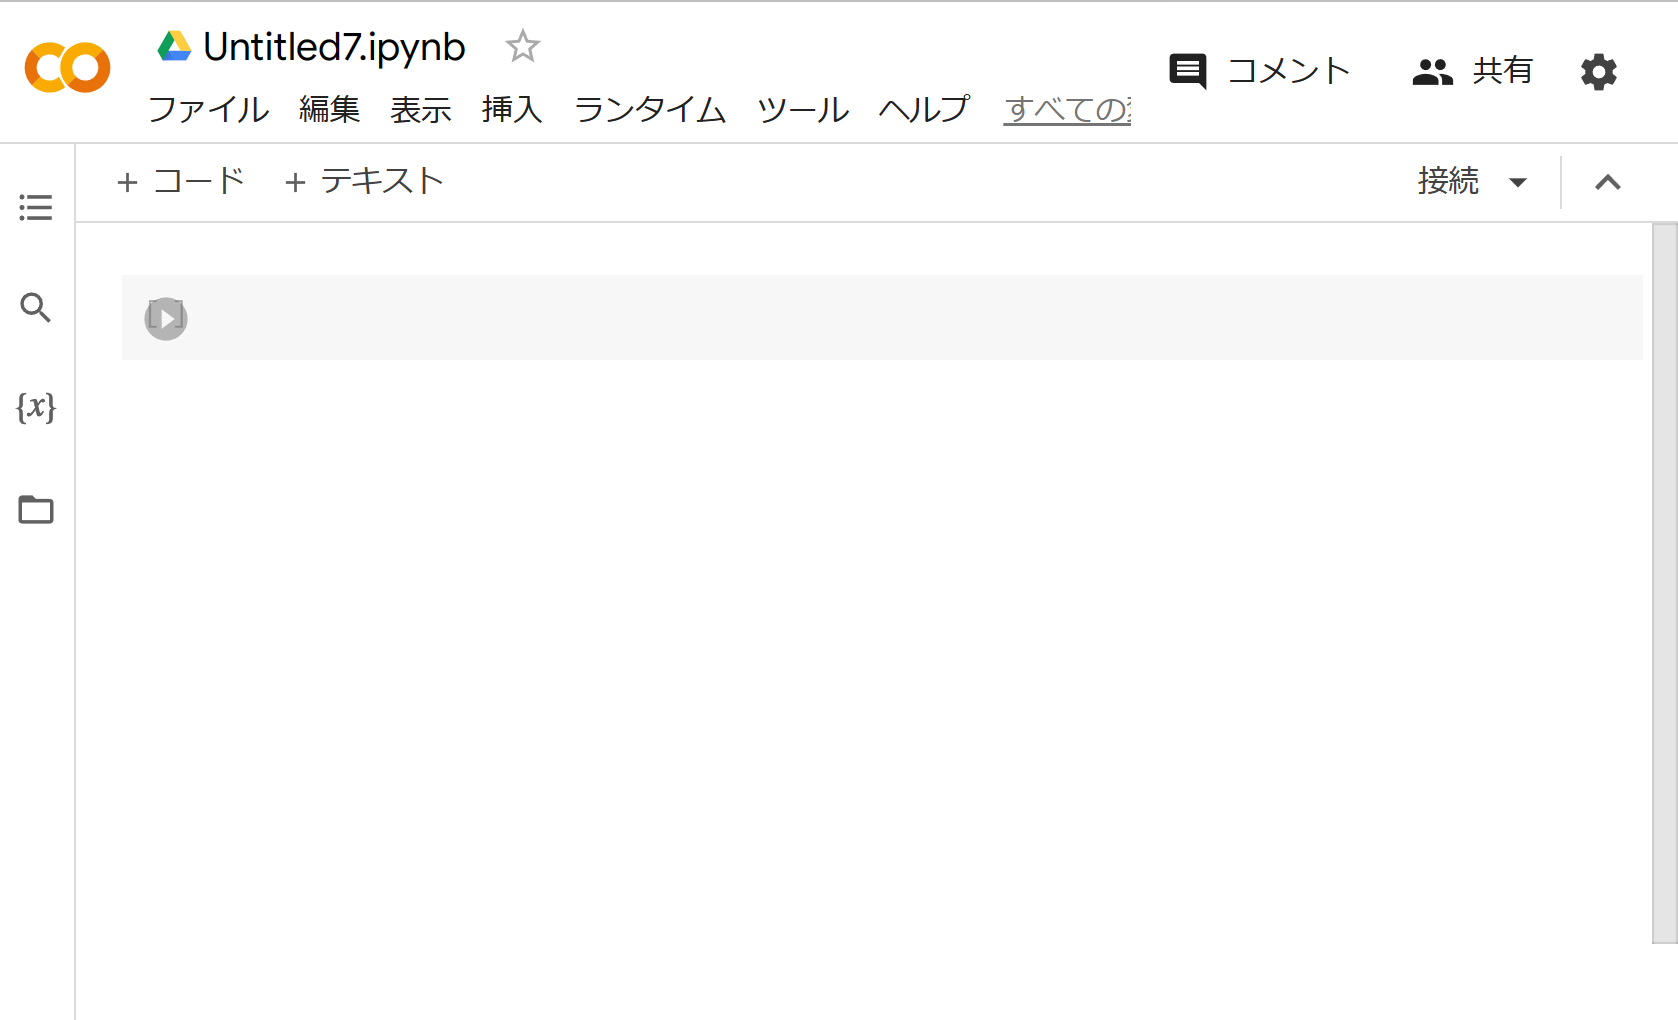 Untitled7.ipynb
コメント 共有
ファイル 編集 表示 挿入 ランタイム ツール ヘルプ すべての
+ コード + テキスト 接続
[ ]
{x}